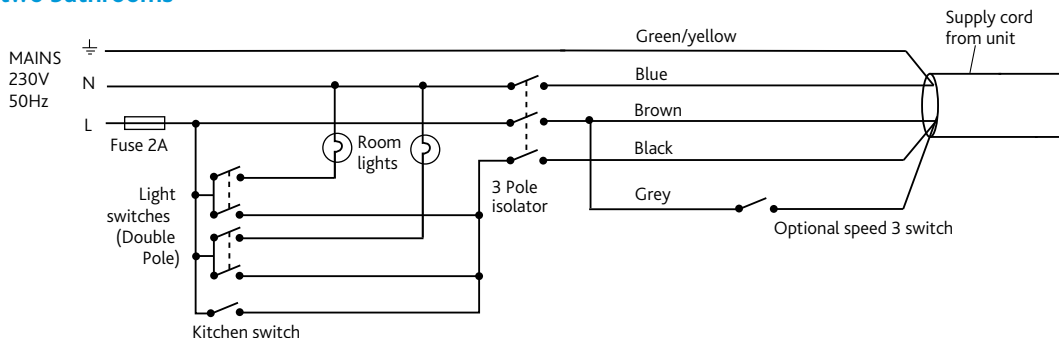 MAINS
230V
50Hz
N
L
Fuse 2A
Green/yellow
Blue
Brown
Black
Grey
Supply cord
from unit
Room
lights
3 Pole
isolator
Optional speed 3 switch
Light
switches
(Double
Pole)
Kitchen switch